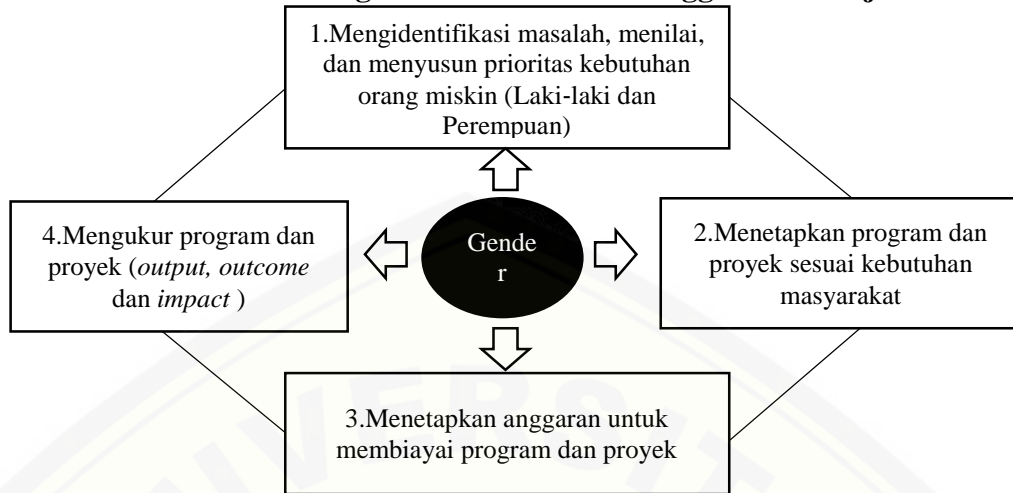 1.Mengidentifikasi masalah, menilai,
dan menyusun prioritas kebutuhan
orang miskin (Laki-laki dan
Perempuan)
4.Mengukur program dan
proyek (output, outcome
dan impact )
Gende
r
2.Menetapkan program dan
proyek sesuai kebutuhan
masyarakat
3.Menetapkan anggaran untuk
membiayai program dan proyek